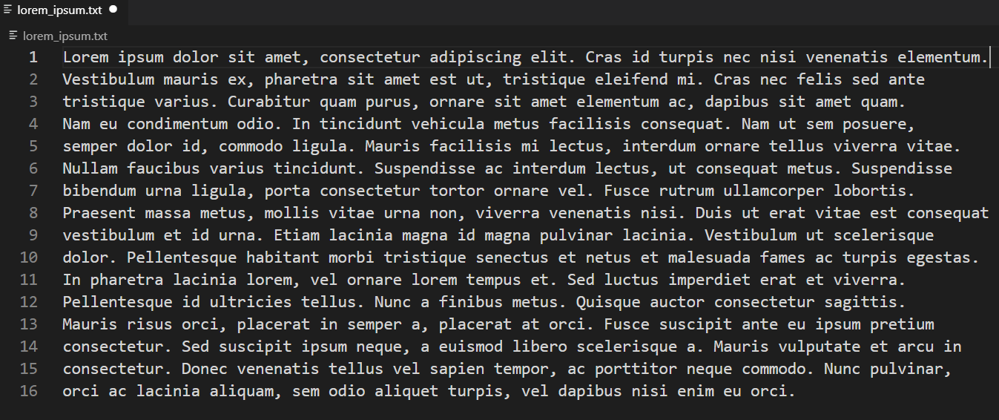 lorem_ipsum.txt
lorem_ipsum.txt
1 Lorem ipsum dolor sit amet, consectetur adipiscing elit. Cras id turpis nec nisi venenatis elementum.
2 Vestibulum mauris ex, pharetra sit amet est ut, tristique eleifend mi. Cras nec felis sed ante
3 tristique varius. Curabitur quam purus, ornare sit amet elementum ac, dapibus sit amet quam.
4 Nam eu condimentum odio. In tincidunt vehicula metus facilisis consequat. Nam ut sem posuere,
5 semper dolor id, commodo ligula. Mauris facilisis mi lectus, interdum ornare tellus viverra vitae.
6 Nullam faucibus varius tincidunt. Suspendisse ac interdum lectus, ut consequat metus. Suspendisse
7 bibendum urna ligula, porta consectetur tortor ornare vel. Fusce rutrum ullamcorper lobortis.
8 Praesent massa metus, mollis vitae urna non, viverra venenatis nisi. Duis ut erat vitae est consequat
9 vestibulum et id urna. Etiam lacinia magna id magna pulvinar lacinia. Vestibulum ut scelerisque
10 dolor. Pellentesque habitant morbi tristique senectus et netus et malesuada fames ac turpis egestas.
11 In pharetra lacinia lorem, vel ornare lorem tempus et. Sed luctus imperdiet erat et viverra.
12 Pellentesque id ultricies tellus. Nunc a finibus metus. Quisque auctor consectetur sagittis.
13 Mauris risus orci, placerat in semper a, placerat at orci. Fusce suscipit ante eu ipsum pretium
14 consectetur. Sed suscipit ipsum neque, a euismod libero scelerisque a. Mauris vulputate et arcu in
15 consectetur. Donec venenatis tellus vel sapien tempor, ac porttitor neque commodo. Nunc pulvinar,
16 orci ac lacinia aliquam, sem odio aliquet turpis, vel dapibus nisi enim eu orci.